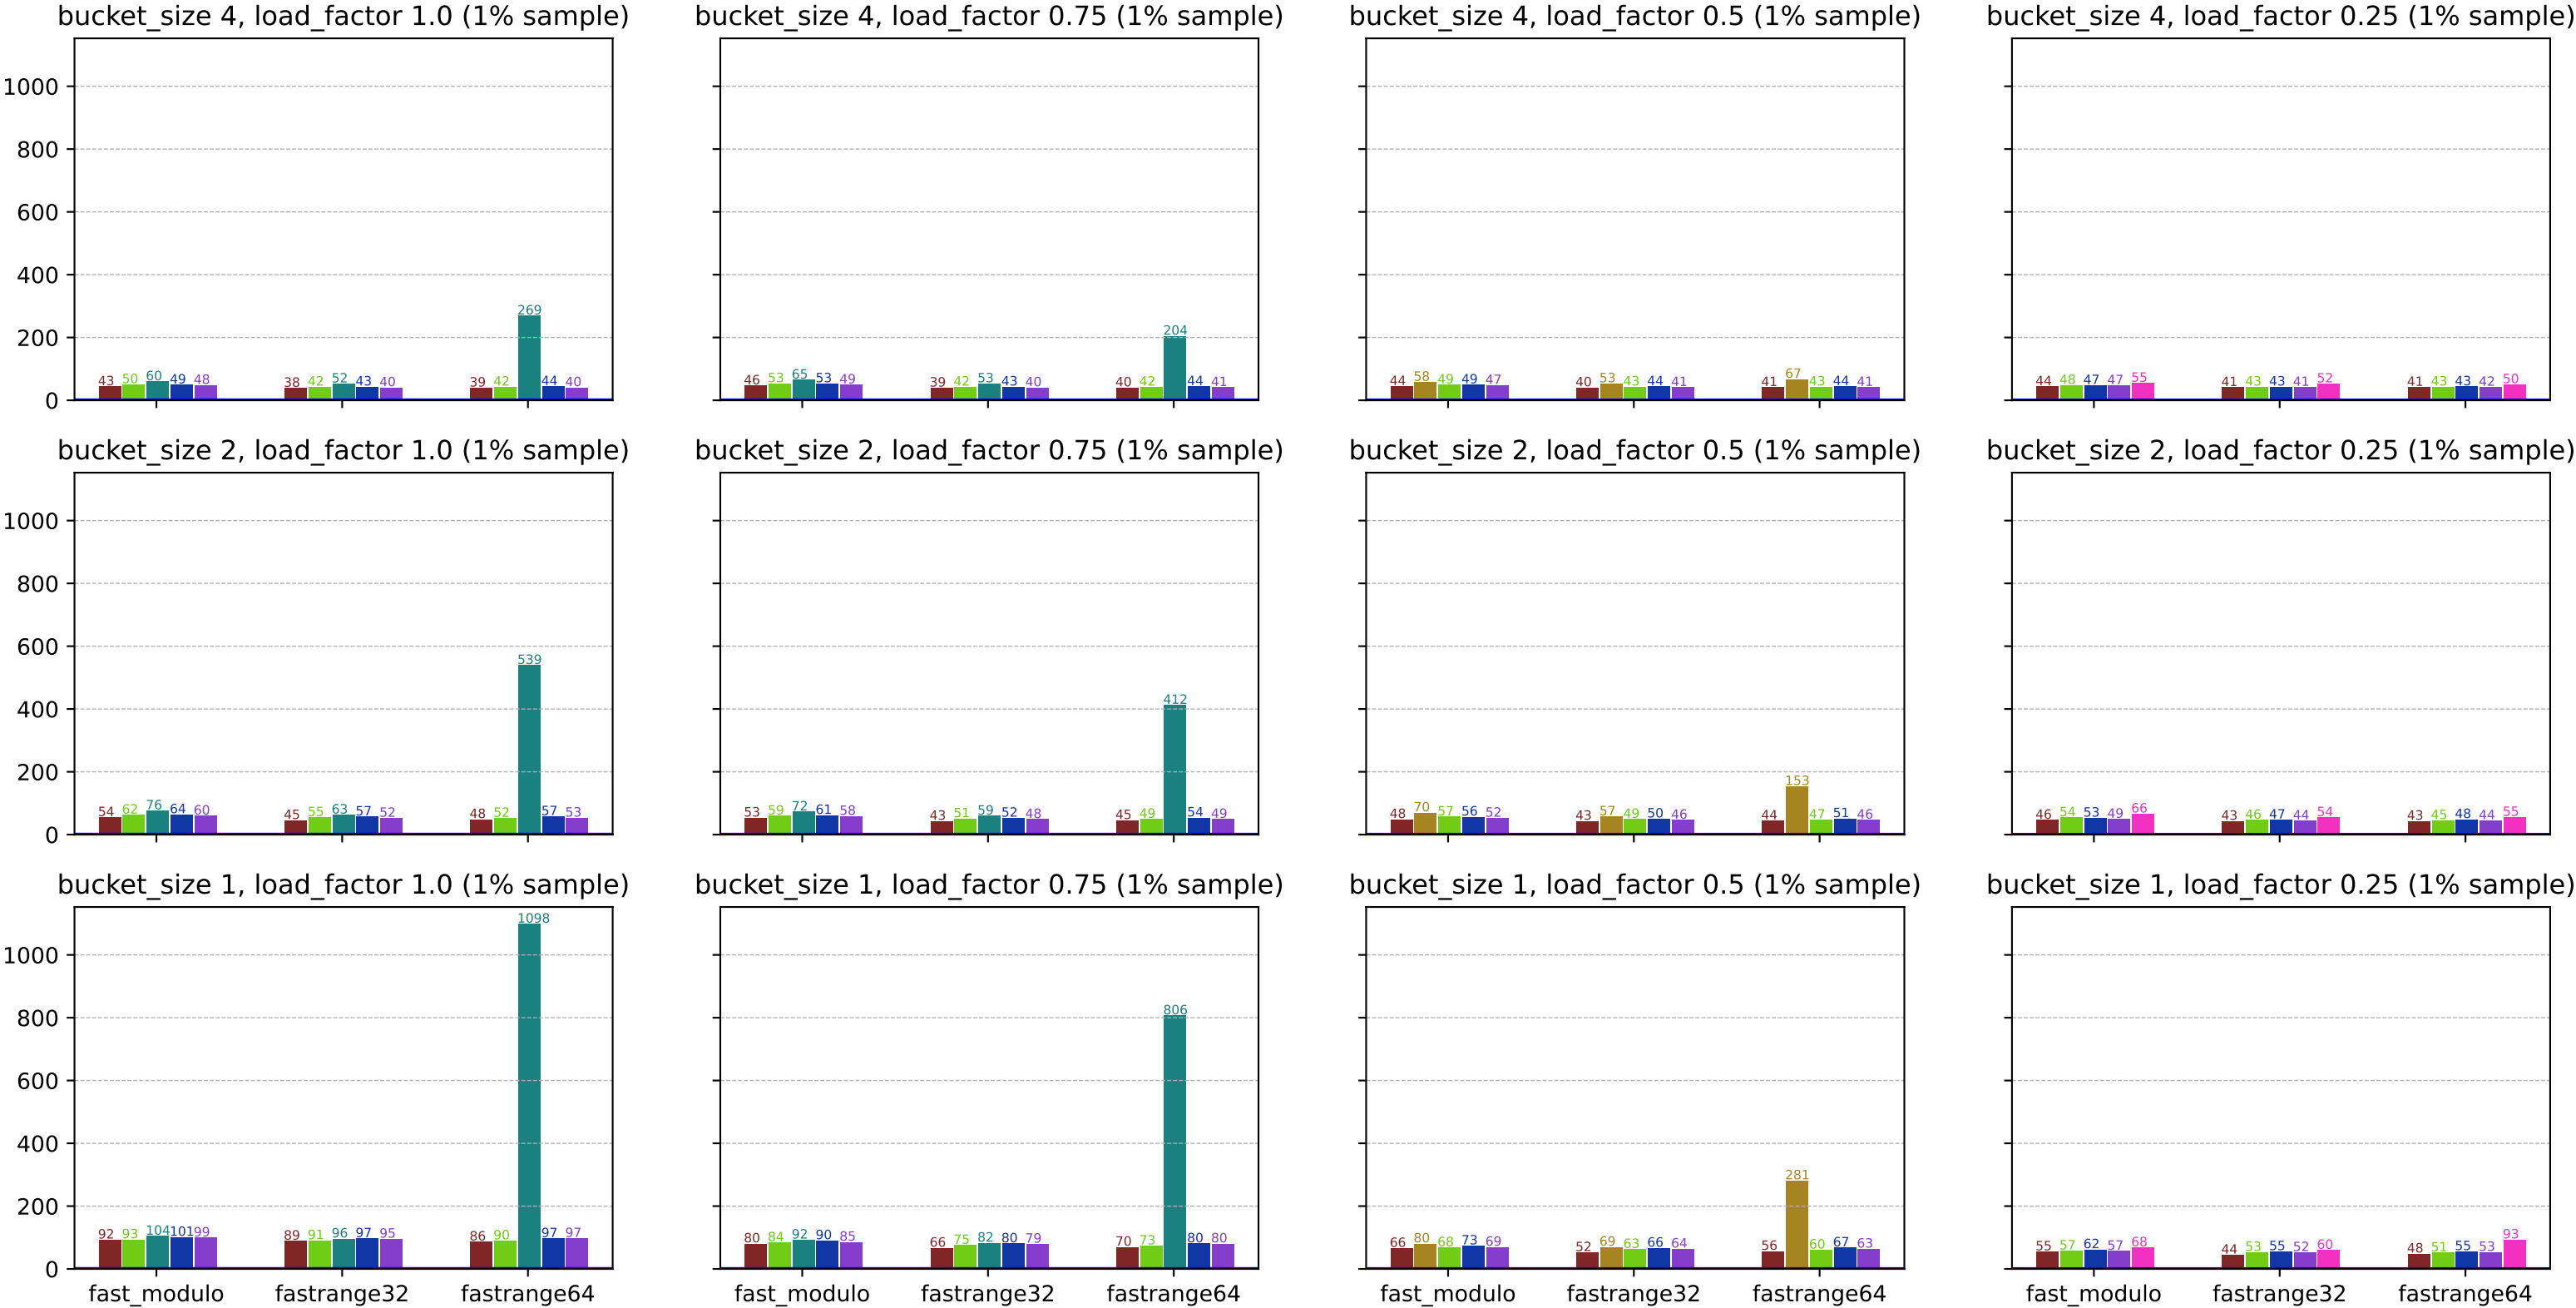 bucket_size 4, load_factor 1.0 (1% sample)
bucket_size 4, load_factor 0.75 (1% sample)
bucket_size 4, load_factor 0.5 (1% sample)
bucket_size 4, load_factor 0.25 (1% sample)
1000
800
600
400
200
0
43 50 60 49 48
38 42 52 43 40
39 42 269 44 40
46 53 65 53 49
39 42 53 43 40
40 42 204 44 41
44 58 49 49 47
40 53 43 44 41
41 67 43 44 41
44 48 47 47 55
41 43 43 41 52
41 43 43 42 50
bucket_size 2, load_factor 1.0 (1% sample)
bucket_size 2, load_factor 0.75 (1% sample)
bucket_size 2, load_factor 0.5 (1% sample)
bucket_size 2, load_factor 0.25 (1% sample)
1000
800
600
400
200
0
54 62 76 64 60
45 55 63 57 52
48 52 539 57 53
53 59 72 61 58
43 51 59 52 48
45 49 412 54 49
48 70 57 56 52
43 57 49 50 46
44 153 47 51 46
46 54 53 49 66
43 46 47 44 54
43 45 48 44 55
bucket_size 1, load_factor 1.0 (1% sample)
bucket_size 1, load_factor 0.75 (1% sample)
bucket_size 1, load_factor 0.5 (1% sample)
bucket_size 1, load_factor 0.25 (1% sample)
1000
800
600
400
200
0
92 93 104 101 99
89 91 96 97 95
86 90 1098 97 97
80 84 92 90 85
66 75 82 80 79
70 73 806 80 80
66 80 68 73 69
52 69 63 66 64
56 281 60 67 63
55 57 62 57 68
44 53 55 52 60
48 51 55 53 93
fast_modulo fastrange32 fastrange64
fast_modulo fastrange32 fastrange64
fast_modulo fastrange32 fastrange64
fast_modulo fastrange32 fastrange64